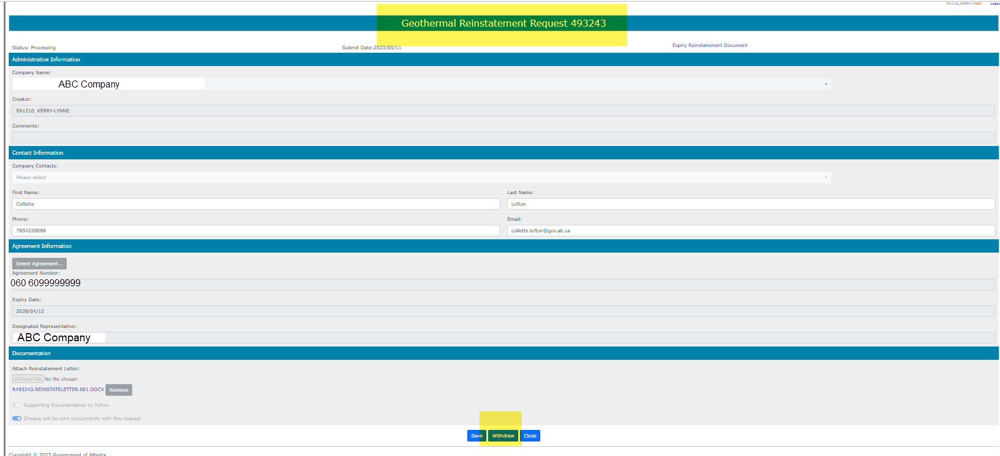 EA1210_KERRY-LYNNE Logou
Geothermal Reinstatement Request 493243
Status: Processing Submit Date:2023/05/11 Expiry Reinstatement Document
Administrative Information
Company Name:
ABC Company
Creator:
EA1210_KERRY-LYNNE
Comments:
Contact Information
Company Contacts:
Please select
First Name: Last Name:
Collette Lofton
Phone: Email:
7804228088 collette.lofton@gov.ab.ca
Agreement Information
Select Agreement...
Agreement Number:
060 6099999999
Expiry Date:
2028/04/12
Designated Representative:
ABC Company
Documentation
Attach Reinstatement Letter:
Choose File No file chosen
R493243.REINSTATELETTER.001.DOCX Remove
Supporting Documentation to Follow
Cheque will be sent concurrently with this request
Save Withdraw Close
Copyright © 2023 Government of Alberta